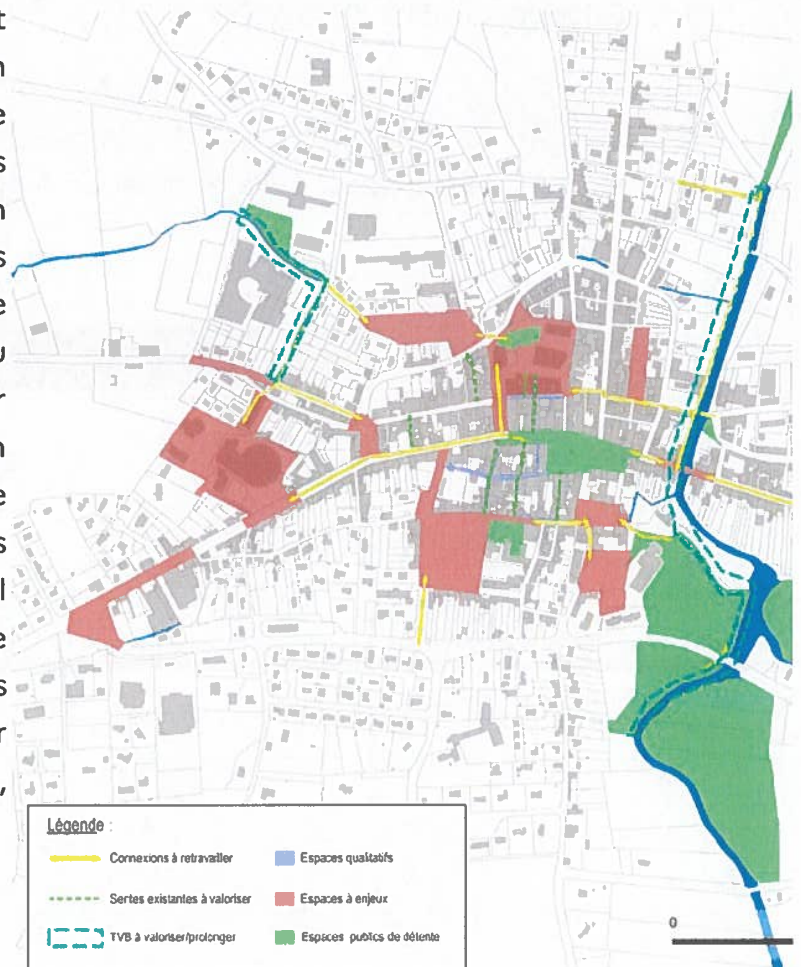 t
n
e
s
n
s
e
u
r
n
e
s
l
e
s
r
,
Légende :
Connexions à retravailler
Espaces qualitatifs
Sentes existantes à valoriser
Espaces à enjeux
TVB à valoriser/prolonger
Espaces publics de détente
0